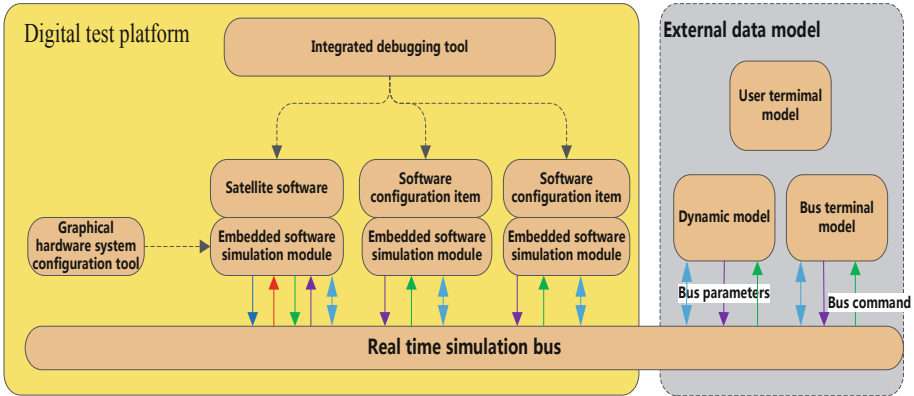 Digital test platform
Integrated debugging tool
External data model
User termimal
model
Satellite software
Software
configuration item
Software
configuration item
Dynamic model
Bus terminal
model
Graphical
hardware system
configuration tool
Embedded software
simulation module
Embedded software
simulation module
Embedded software
simulation module
Bus parameters
Bus command
Real time simulation bus